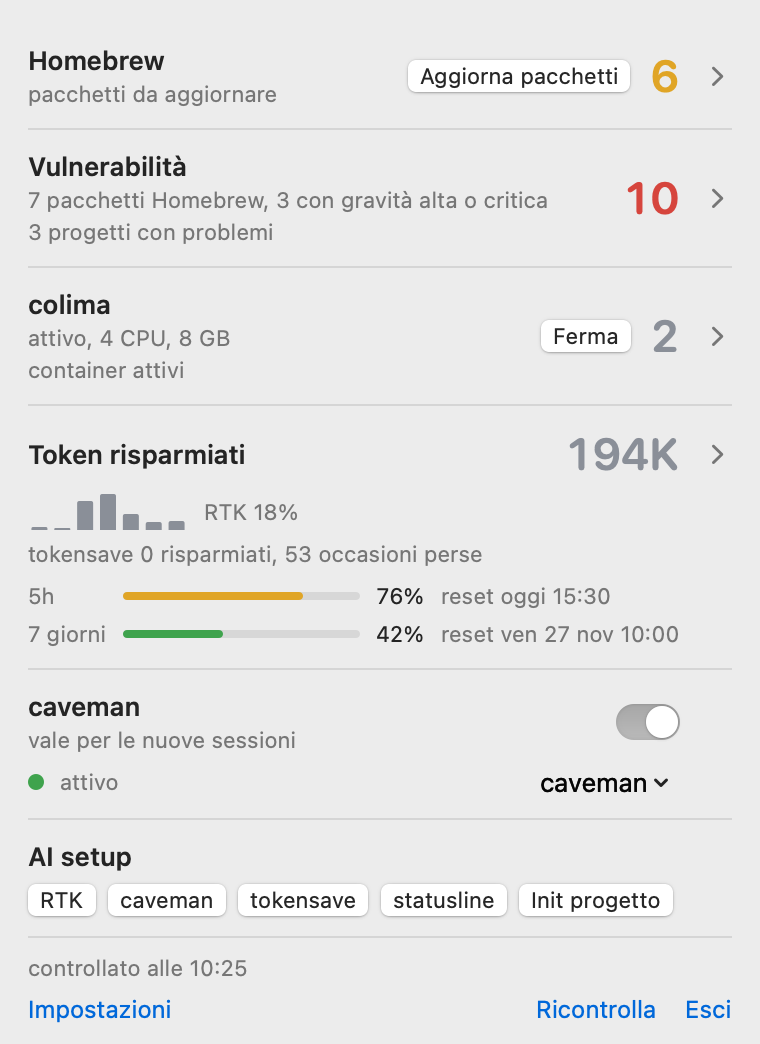 Homebrew
pacchetti da aggiornare
Aggiorna pacchetti
6
Vulnerabilità
7 pacchetti Homebrew, 3 con gravità alta o critica
3 progetti con problemi
10
colima
attivo, 4 CPU, 8 GB
container attivi
Ferma
2
Token risparmiati
194K
RTK 18%
tokensave 0 risparmiati, 53 occasioni perse
5h 76% reset oggi 15:30
7 giorni 42% reset ven 27 nov 10:00
caveman
vale per le nuove sessioni
attivo caveman
AI setup
RTK caveman tokensave statusline Init progetto
controllato alle 10:25
Impostazioni Ricontrolla Esci